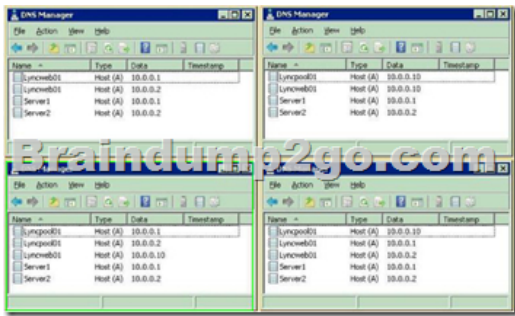 DNS Manager
File Action View Help
Name Type Data Timestamp
Lyncweb01 Host (A) 10.0.0.1
Lyncweb01 Host (A) 10.0.0.2
Server1 Host (A) 10.0.0.1
Server2 Host (A) 10.0.0.2
DNS Manager
File Action View Help
Name Type Data Timestamp
Lyncpool01 Host (A) 10.0.0.10
Lyncweb01 Host (A) 10.0.0.10
Server1 Host (A) 10.0.0.1
Server2 Host (A) 10.0.0.2
Braindump2go.com
File Action View Help
Name Type Data Timestamp
Lyncpool01 Host (A) 10.0.0.1
Lyncpool01 Host (A) 10.0.0.2
Lyncweb01 Host (A) 10.0.0.10
Server1 Host (A) 10.0.0.1
Server2 Host (A) 10.0.0.2
File Action View Help
Name Type Data Timestamp
Lyncpool01 Host (A) 10.0.0.10
Lyncweb01 Host (A) 10.0.0.1
Lyncweb01 Host (A) 10.0.0.2
Server1 Host (A) 10.0.0.1
Server2 Host (A) 10.0.0.2